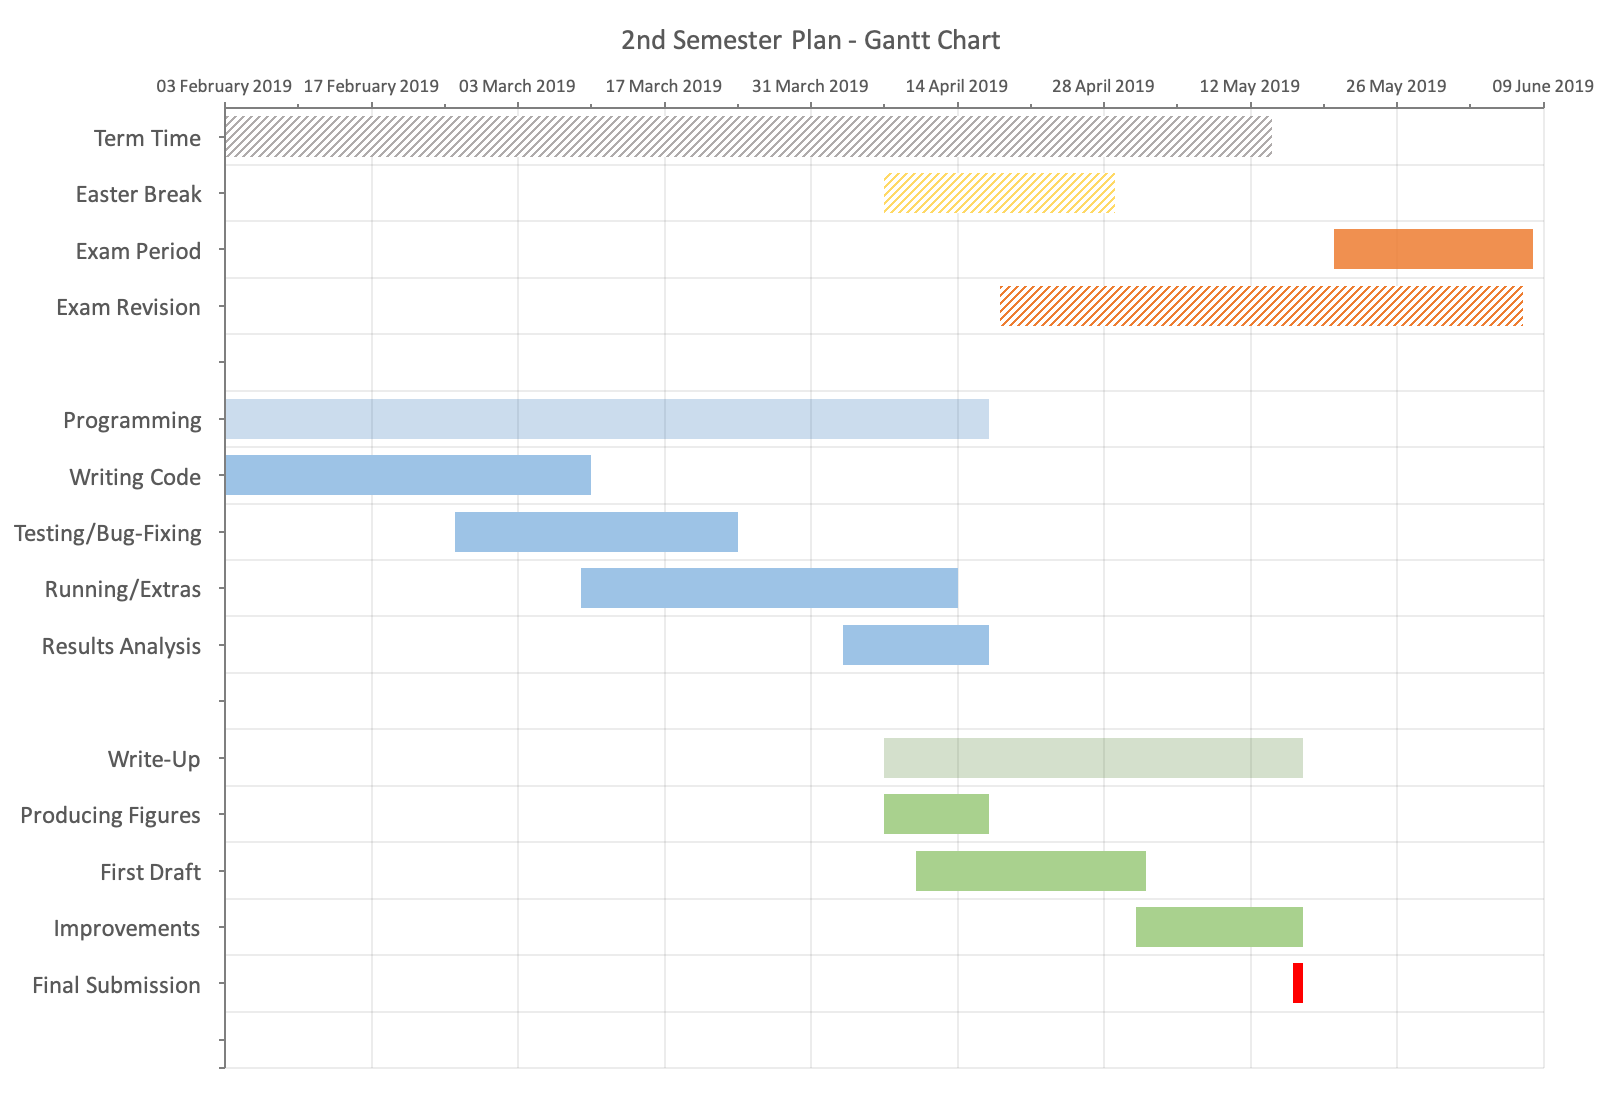 2nd Semester Plan - Gantt Chart
03 February 2019 17 February 2019 03 March 2019 17 March 2019 31 March 2019 14 April 2019 28 April 2019 12 May 2019 26 May 2019 09 June 2019
Term Time
Easter Break
Exam Period
Exam Revision
Programming
Writing Code
Testing/Bug-Fixing
Running/Extras
Results Analysis
Write-Up
Producing Figures
First Draft
Improvements
Final Submission